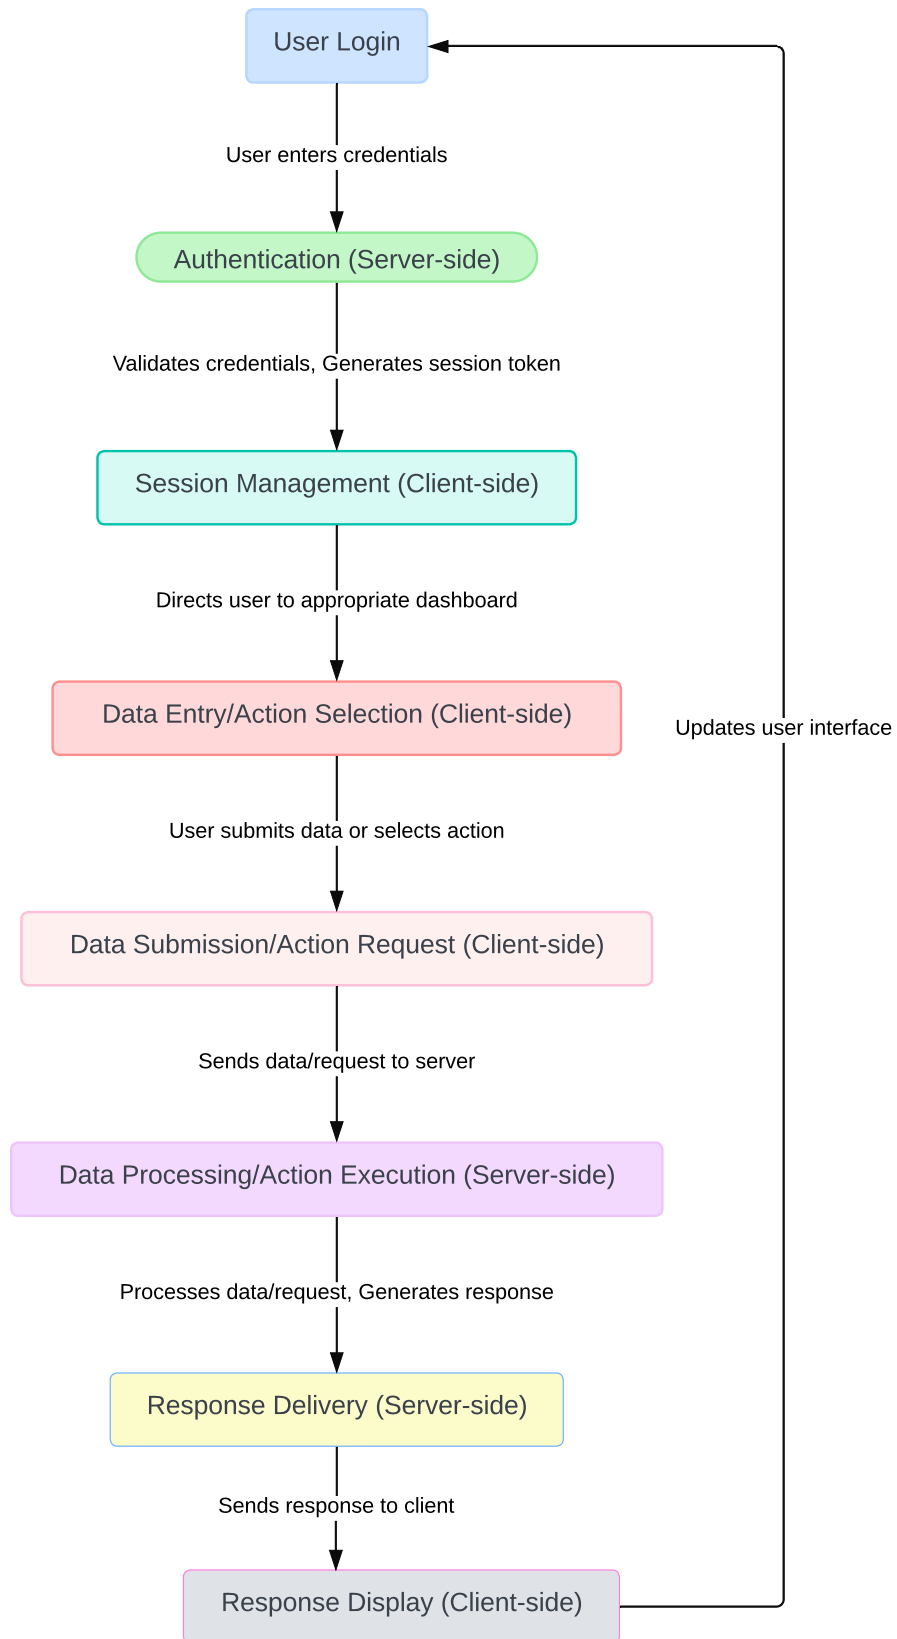 User Login
User enters credentials
Authentication (Server-side)
Validates credentials, Generates session token
Session Management (Client-side)
Directs user to appropriate dashboard
Data Entry/Action Selection (Client-side)
Updates user interface
User submits data or selects action
Data Submission/Action Request (Client-side)
Sends data/request to server
Data Processing/Action Execution (Server-side)
Processes data/request, Generates response
Response Delivery (Server-side)
Sends response to client
Response Display (Client-side)